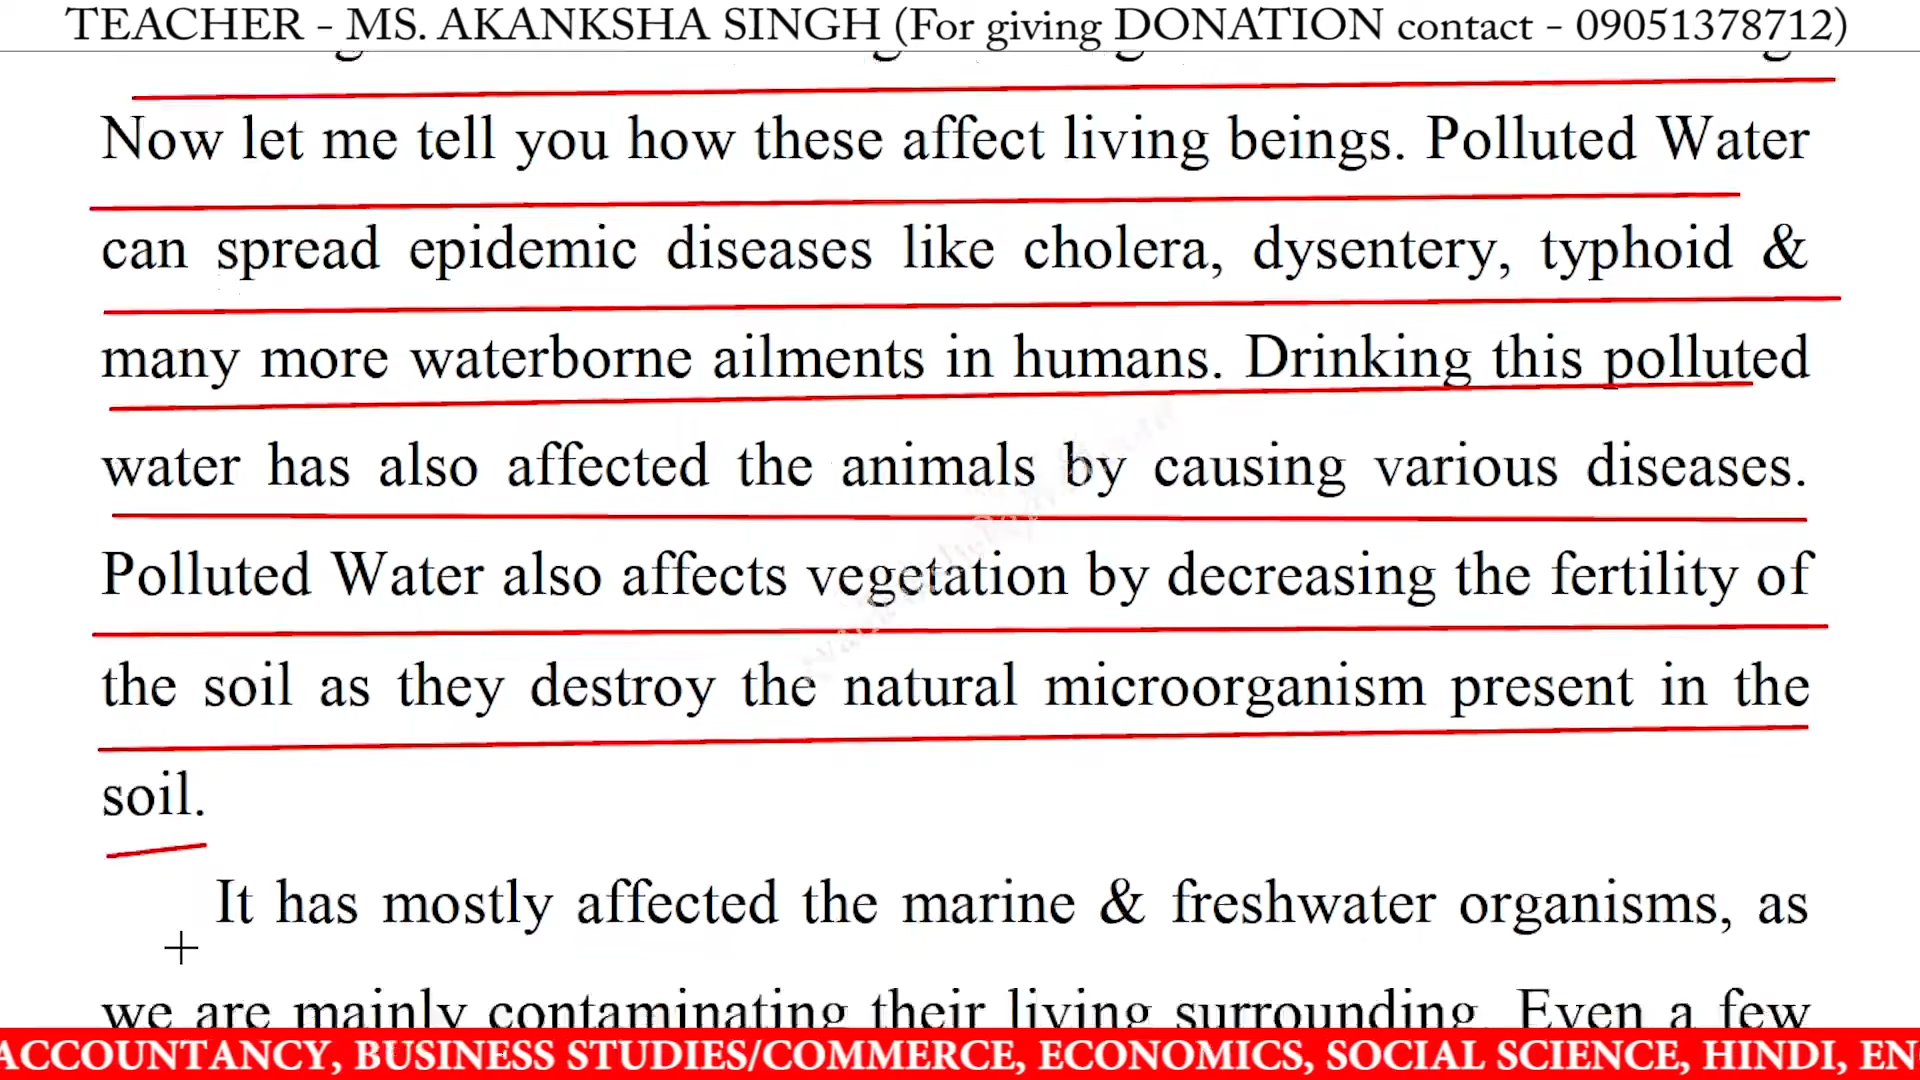 TEACHER - MS. AKANKSHA SINGH (For giving DONATION contact - 09051378712)
Now let me tell you how these affect living beings. Polluted Water
can spread epidemic diseases like cholera, dysentery, typhoid &
many more waterborne ailments in humans. Drinking this polluted
water has also affected the animals by causing various diseases.
Polluted Water also affects vegetation by decreasing the fertility of
the soil as they destroy the natural microorganism present in the
soil.
It has mostly affected the marine & freshwater organisms, as
we are mainly contaminating their living surrounding. Even a few
ACCOUNTANCY, BUSINESS STUDIES/COMMERCE, ECONOMICS, SOCIAL SCIENCE, HINDI, EN